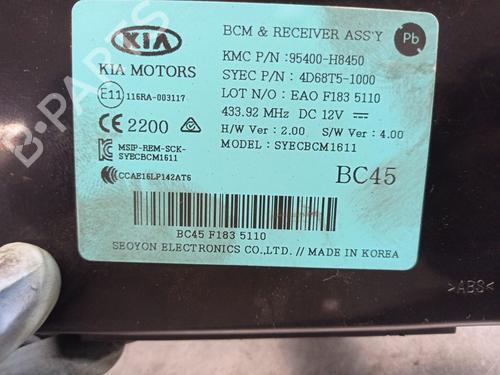 KIA
KIA MOTORS
BCM & RECEIVER ASS'Y
Pb
KMC P/N : 95400-H8450
SYEC P/N : 4D68T5-1000
LOT N/O : EAO F183 5110
433.92 MHz DC 12V
H/W Ver : 2.00 S/W Ver : 4.00
MODEL : SYECBCM1611
E11 116RA-003117
CE 2200
MSIP-REM-SCK-
SYECBCM1611
CCAE16LP142AT6
BC45
BC45 F183 5110
SEOYON ELECTRONICS CO.,LTD. // MADE IN KOREA
>ABS<